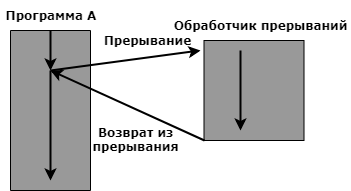 Программа А
Обработчик прерываний
Прерывание
Возврат из
прерывания